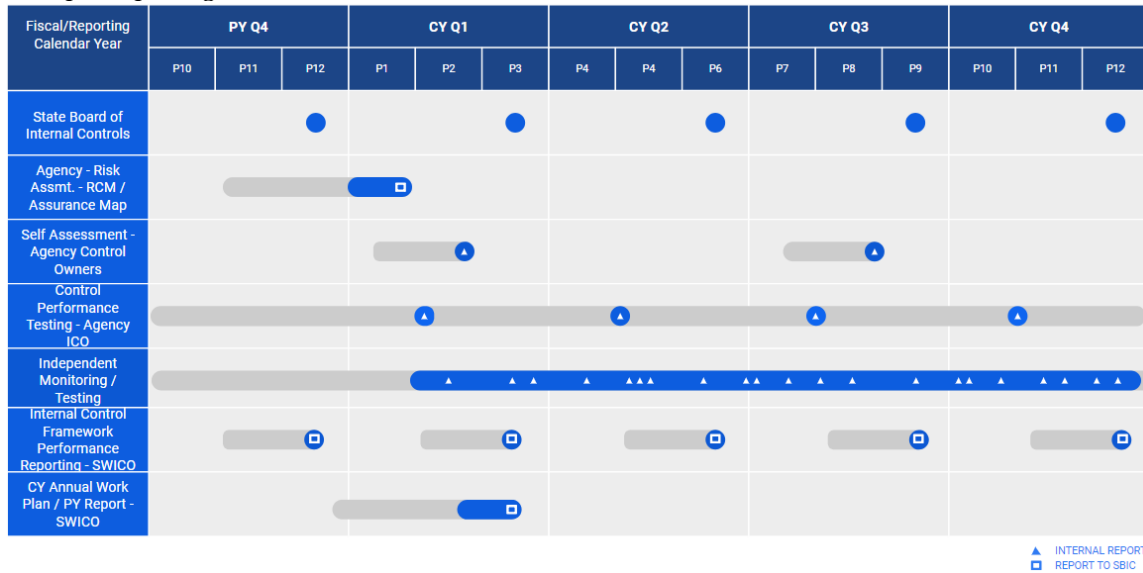 Fiscal/Reporting
Calendar Year
PY Q4
CY Q1
CY Q2
CY Q3
CY Q4
P10
P11
P12
P1
P2
P3
P4
P4
P6
P7
P8
P9
P10
P11
P12
State Board of
Internal Controls
Agency - Risk
Assmt. - RCM /
Assurance Map
Self Assessment -
Agency Control
Owners
Control
Performance
Testing - Agency
ICO
Independent
Monitoring /
Testing
Internal Control
Framework
Performance
Reporting - SWICO
CY Annual Work
Plan / PY Report -
SWICO
INTERNAL REPORT
REPORT TO SBIC